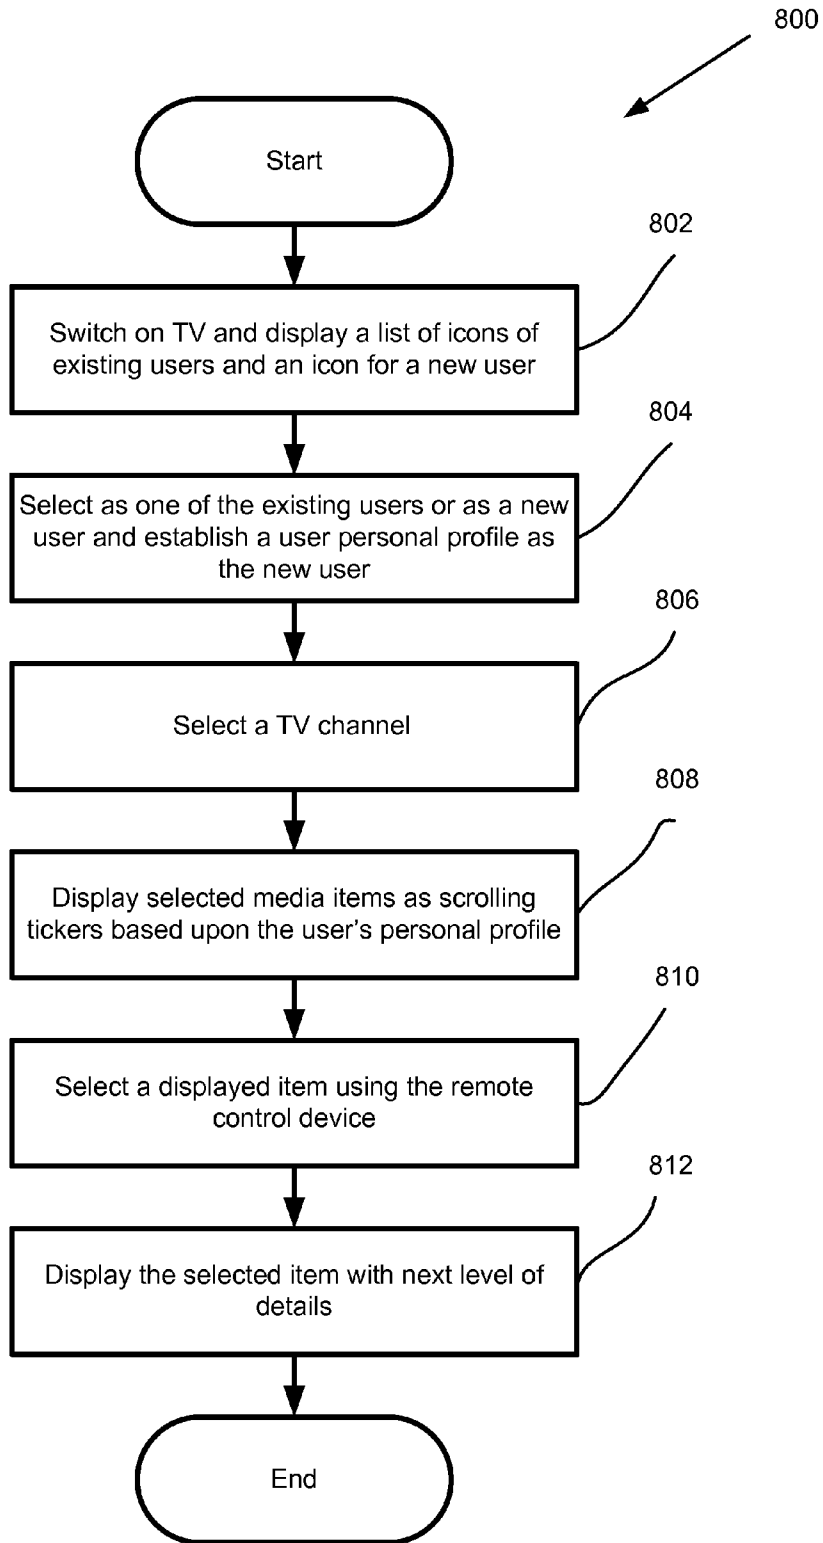 800
Start
802
Switch on TV and display a list of icons of
existing users and an icon for a new user
804
Select as one of the existing users or as a new
user and establish a user personal profile as
the new user
806
Select a TV channel
808
Display selected media items as scrolling
tickers based upon the user’s personal profile
810
Select a displayed item using the remote
control device
812
Display the selected item with next level of
details
End